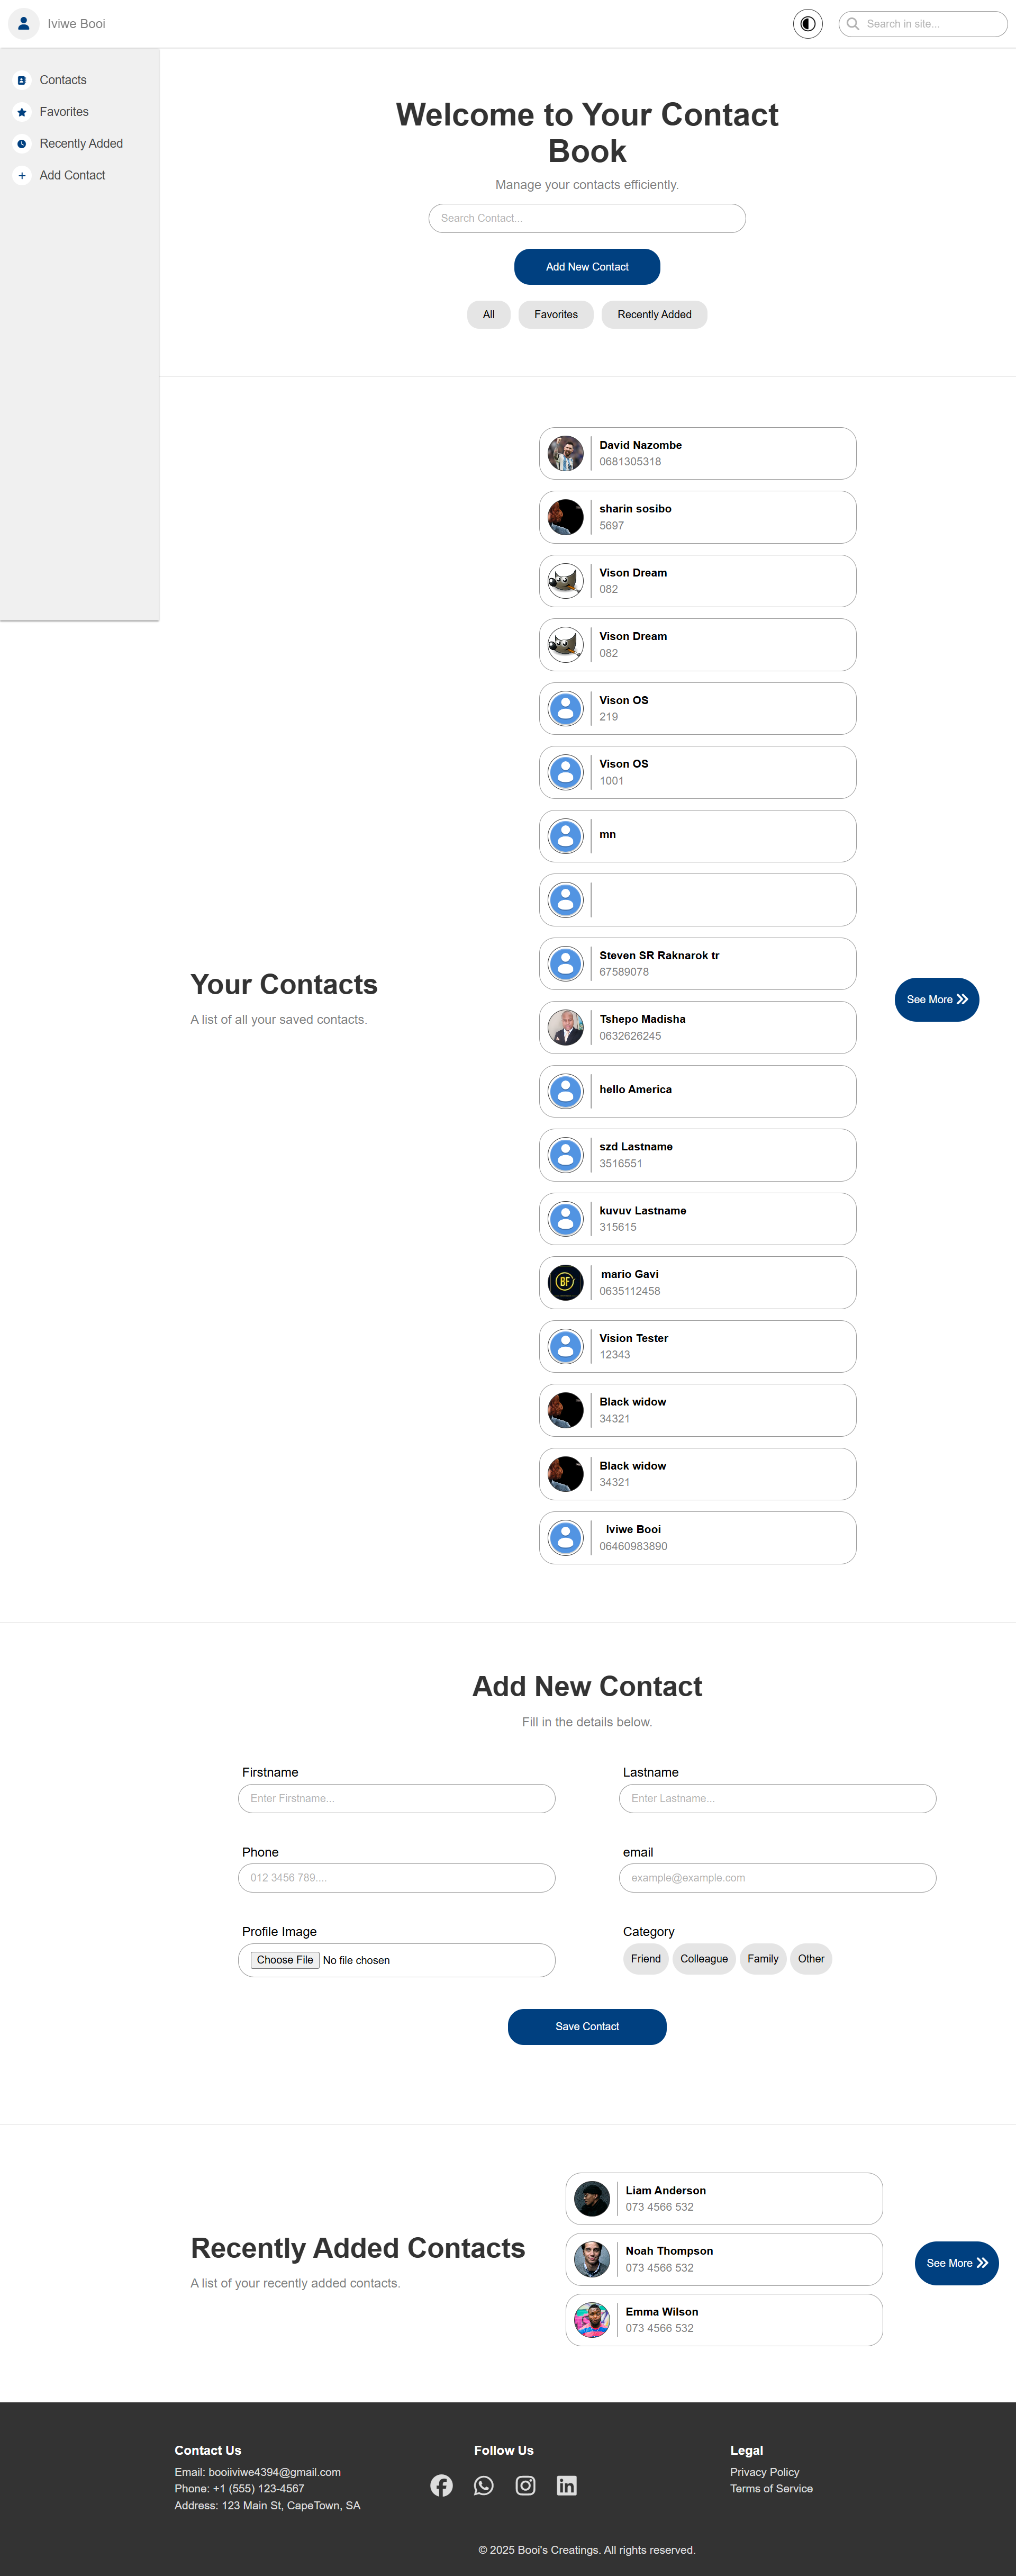 Iviwe Booi
Search in site...
Contacts
Favorites
Recently Added
Add Contact
Welcome to Your Contact
Book
Manage your contacts efficiently.
Search Contact...
Add New Contact
All
Favorites
Recently Added
Your Contacts
A list of all your saved contacts.
David Nazombe
0681305318
sharin sosibo
5697
Vison Dream
082
Vison Dream
082
Vison OS
219
Vison OS
1001
mn
Steven SR Raknarok tr
67589078
Tshepo Madisha
0632626245
hello America
szd Lastname
3516551
kuvuv Lastname
315615
BF
mario Gavi
0635112458
Vision Tester
12343
Black widow
34321
Black widow
34321
Iviwe Booi
06460983890
See More
Add New Contact
Fill in the details below.
Firstname
Enter Firstname...
Lastname
Enter Lastname...
Phone
012 3456 789....
email
example@example.com
Profile Image
Choose File No file chosen
Category
Friend
Colleague
Family
Other
Save Contact
Recently Added Contacts
A list of your recently added contacts.
Liam Anderson
073 4566 532
Noah Thompson
073 4566 532
Emma Wilson
073 4566 532
See More
Contact Us
Email: booiiviwe4394@gmail.com
Phone: +1 (555) 123-4567
Address: 123 Main St, CapeTown, SA
Follow Us
Legal
Privacy Policy
Terms of Service
© 2025 Booi's Creatings. All rights reserved.